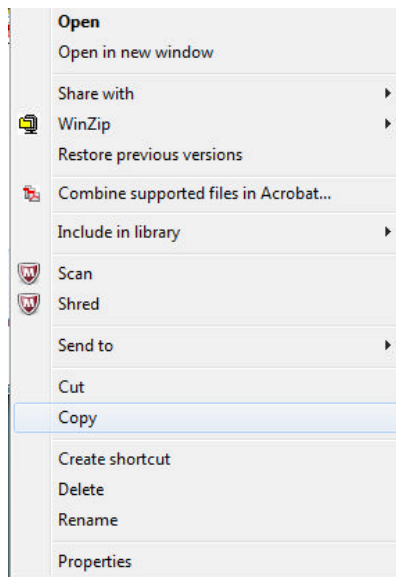 Open
Open in new window
Share with
WinZip
Restore previous versions
Combine supported files in Acrobat...
Include in library
Scan
Shred
Send to
Cut
Copy
Create shortcut
Delete
Rename
Properties